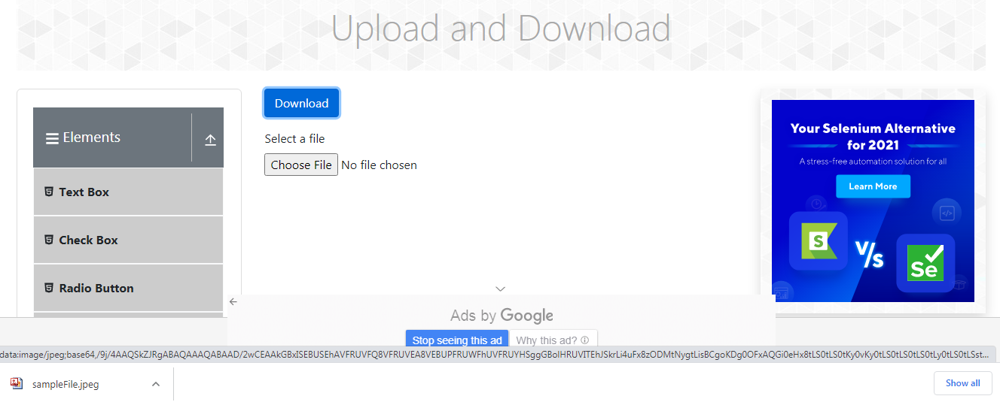 Upload and Download
Elements
Text Box
Check Box
Radio Button
Download
Select a file
Choose File No file chosen
Your Selenium Alternative
for 2021
A stress-free automation solution for all
Learn More
S
V/s
Se
Ads by Google
Stop seeing this ad Why this ad?
data:image/jpeg;base64,/9j/4AAQSkZJRgABAQAAAQABAAD/2wCEAAkGBxISEBUSEhAVFRUVFQ8VFRUVEA8VEBUPFRUWFhUVFRUYHSggGBolHRUVITEhJSkrLi4uFx8zODMtNygtLisBCgoKDg0OFxAQGi0eHx8tLS0tLS0tKy0vKy0tLS0tLS0tLS0tLy0tLS0tLSst...
sampleFile.jpeg
Show all